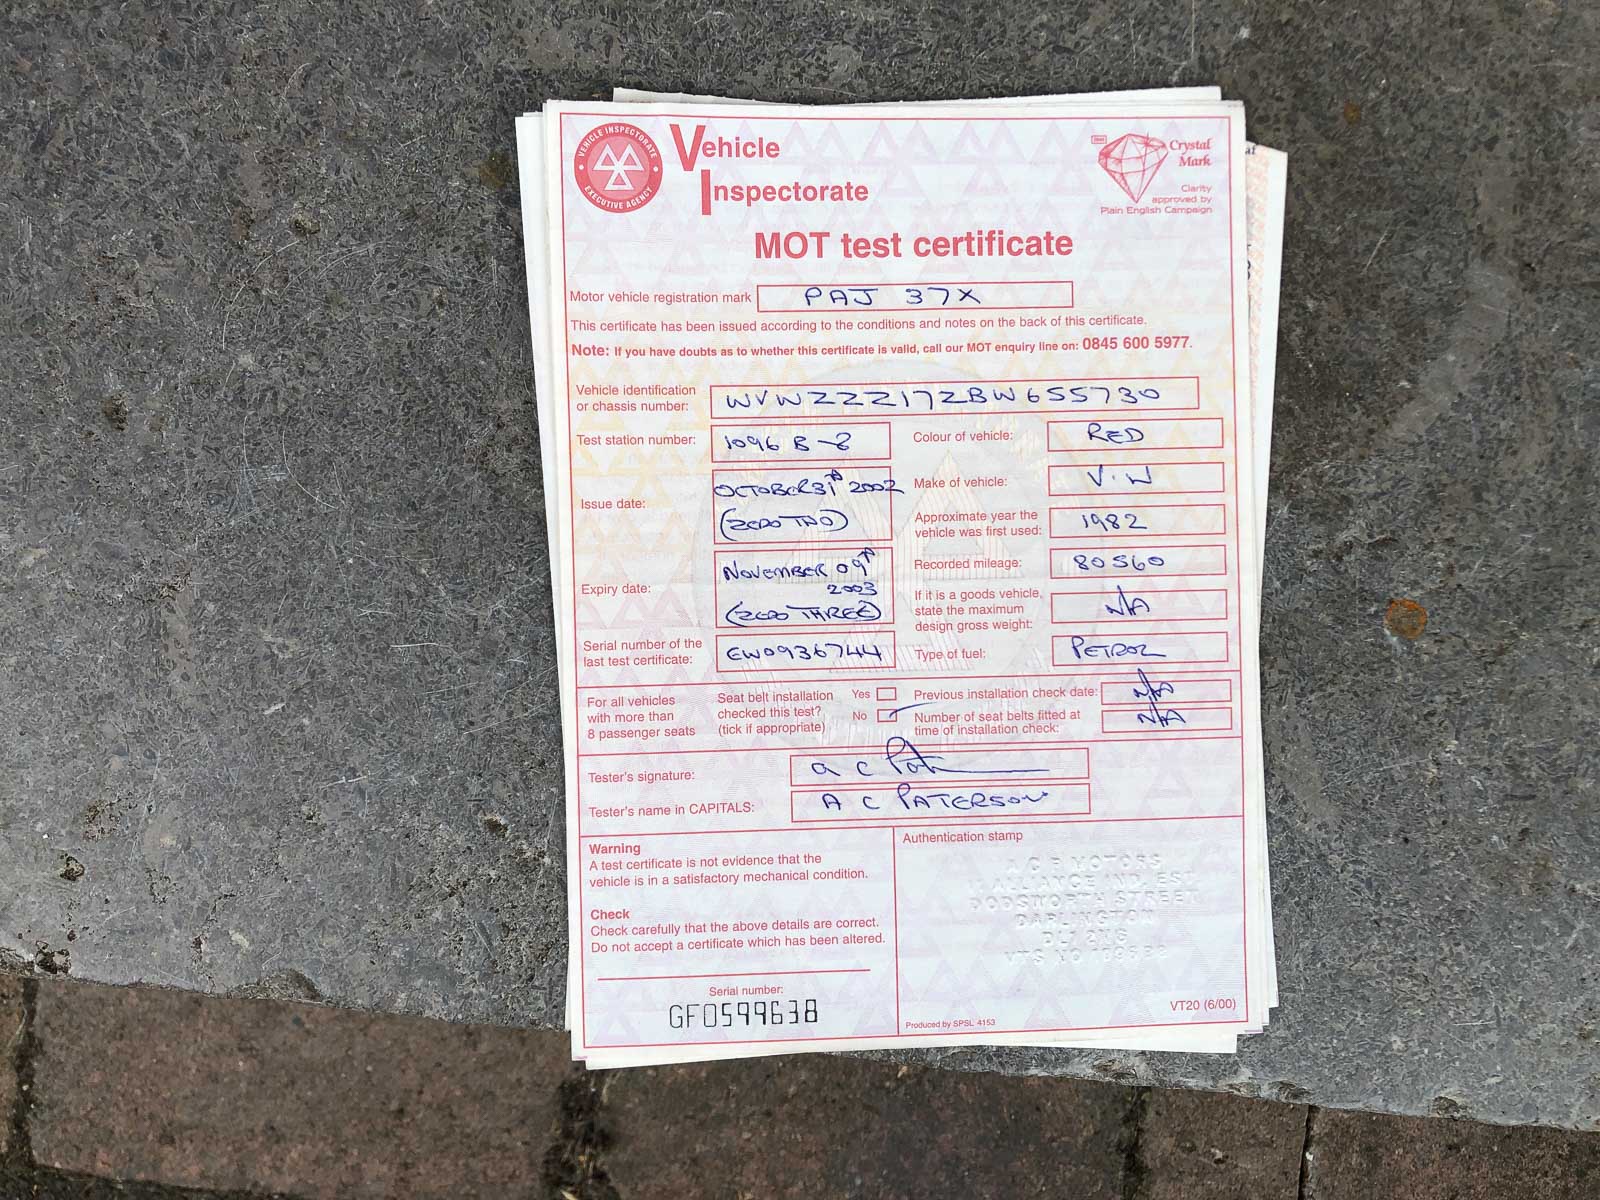 VEHICLE INSPECTORATE
EXECUTIVE AGENCY
Vehicle
Inspectorate
Crystal
Mark
Clarity
approved by
Plain English Campaign
MOT test certificate
Motor vehicle registration mark PAJ 37X
This certificate has been issued according to the conditions and notes on the back of this certificate.
Note: If you have doubts as to whether this certificate is valid, call our MOT enquiry line on: 0845 600 5977.
Vehicle identification
or chassis number: WVWZZZ17ZBW655730
Test station number: 1096 B-8
Colour of vehicle: RED
Issue date: OCTOBER 31st 2002
(ZERO TWO)
Make of vehicle: V.W
Approximate year the
vehicle was first used: 1982
Expiry date: NOVEMBER 09th
2003
(ZERO THREE)
Recorded mileage: 80560
If it is a goods vehicle,
state the maximum
design gross weight: N/A
Serial number of the
last test certificate: EW0936744
Type of fuel: PETROL
For all vehicles
with more than
8 passenger seats
Seat belt installation
checked this test?
(tick if appropriate)
Yes
No
Previous installation check date: N/A
Number of seat belts fitted at
time of installation check: N/A
Tester's signature: a c
Tester's name in CAPITALS: A C PATERSON
Warning
A test certificate is not evidence that the
vehicle is in a satisfactory mechanical condition.
Check
Check carefully that the above details are correct.
Do not accept a certificate which has been altered.
Serial number:
GF0599638
Authentication stamp
A C P MOTORS
ALLIANCE IND EST
DODSWORTH STREET
DARLINGTON
VTS NO
Produced by SPSL 4153
VT20 (6/00)